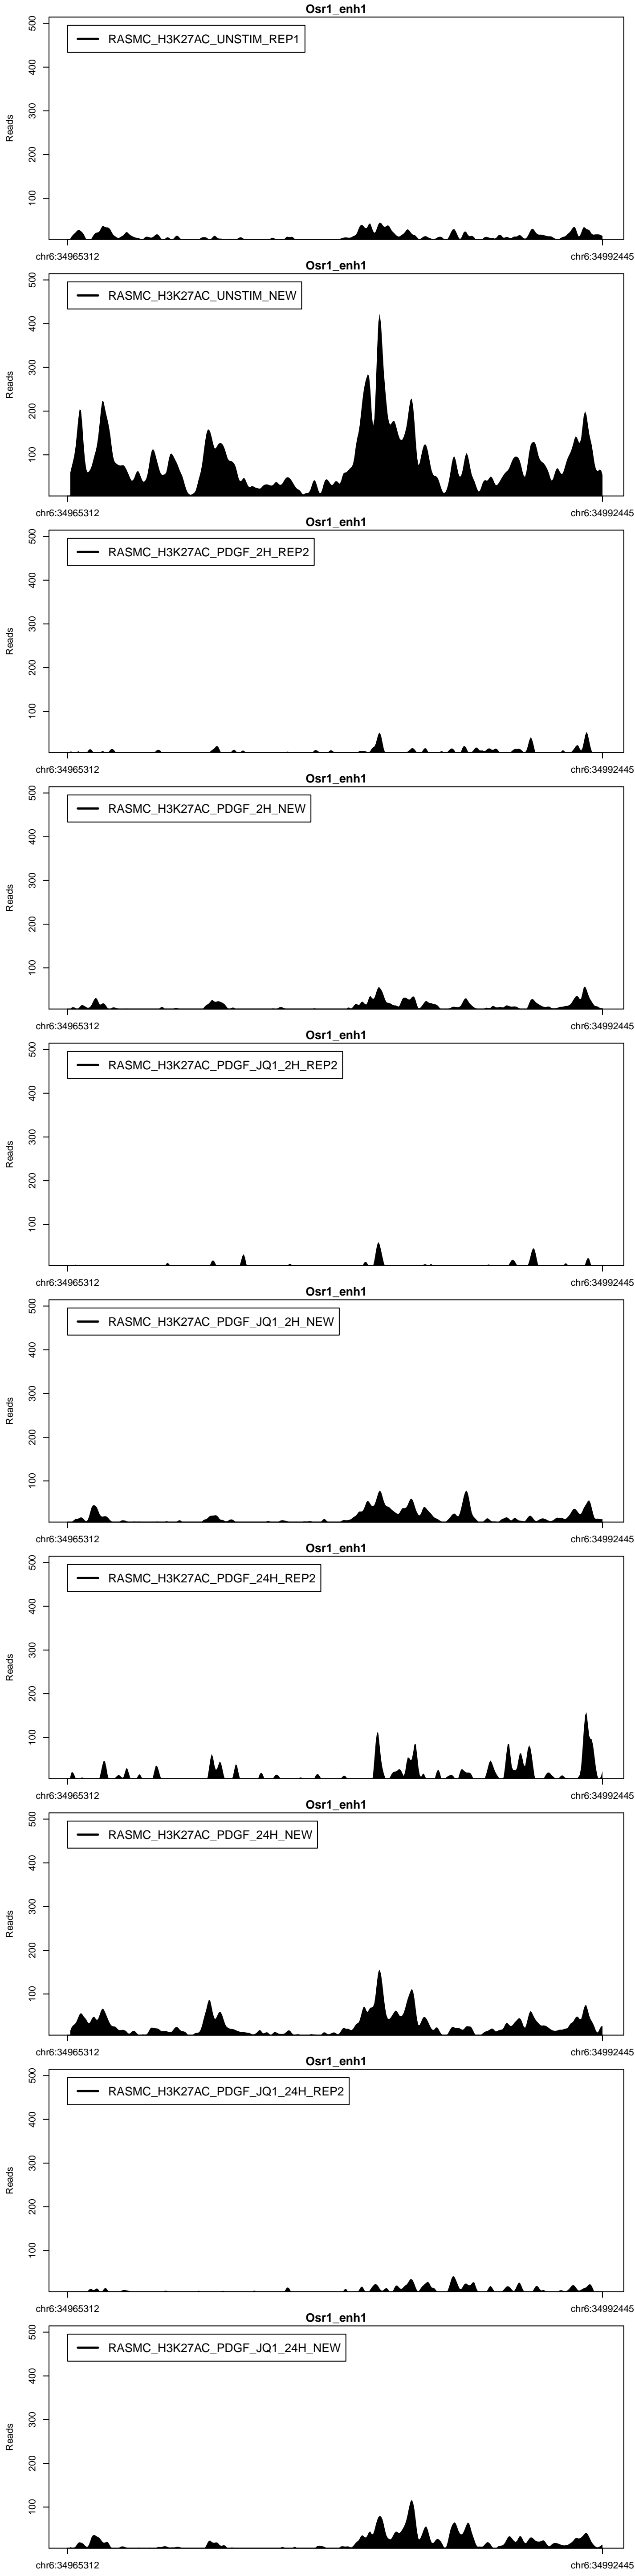 Osr1_enh1
RASMC_H3K27AC_UNSTIM_REP1
Reads
500
400
300
200
100
chr6:34965312 chr6:34992445
Osr1_enh1
RASMC_H3K27AC_UNSTIM_NEW
Reads
500
400
300
200
100
chr6:34965312 chr6:34992445
Osr1_enh1
RASMC_H3K27AC_PDGF_2H_REP2
Reads
500
400
300
200
100
chr6:34965312 chr6:34992445
Osr1_enh1
RASMC_H3K27AC_PDGF_2H_NEW
Reads
500
400
300
200
100
chr6:34965312 chr6:34992445
Osr1_enh1
RASMC_H3K27AC_PDGF_JQ1_2H_REP2
Reads
500
400
300
200
100
chr6:34965312 chr6:34992445
Osr1_enh1
RASMC_H3K27AC_PDGF_JQ1_2H_NEW
Reads
500
400
300
200
100
chr6:34965312 chr6:34992445
Osr1_enh1
RASMC_H3K27AC_PDGF_24H_REP2
Reads
500
400
300
200
100
chr6:34965312 chr6:34992445
Osr1_enh1
RASMC_H3K27AC_PDGF_24H_NEW
Reads
500
400
300
200
100
chr6:34965312 chr6:34992445
Osr1_enh1
RASMC_H3K27AC_PDGF_JQ1_24H_REP2
Reads
500
400
300
200
100
chr6:34965312 chr6:34992445
Osr1_enh1
RASMC_H3K27AC_PDGF_JQ1_24H_NEW
Reads
500
400
300
200
100
chr6:34965312 chr6:34992445